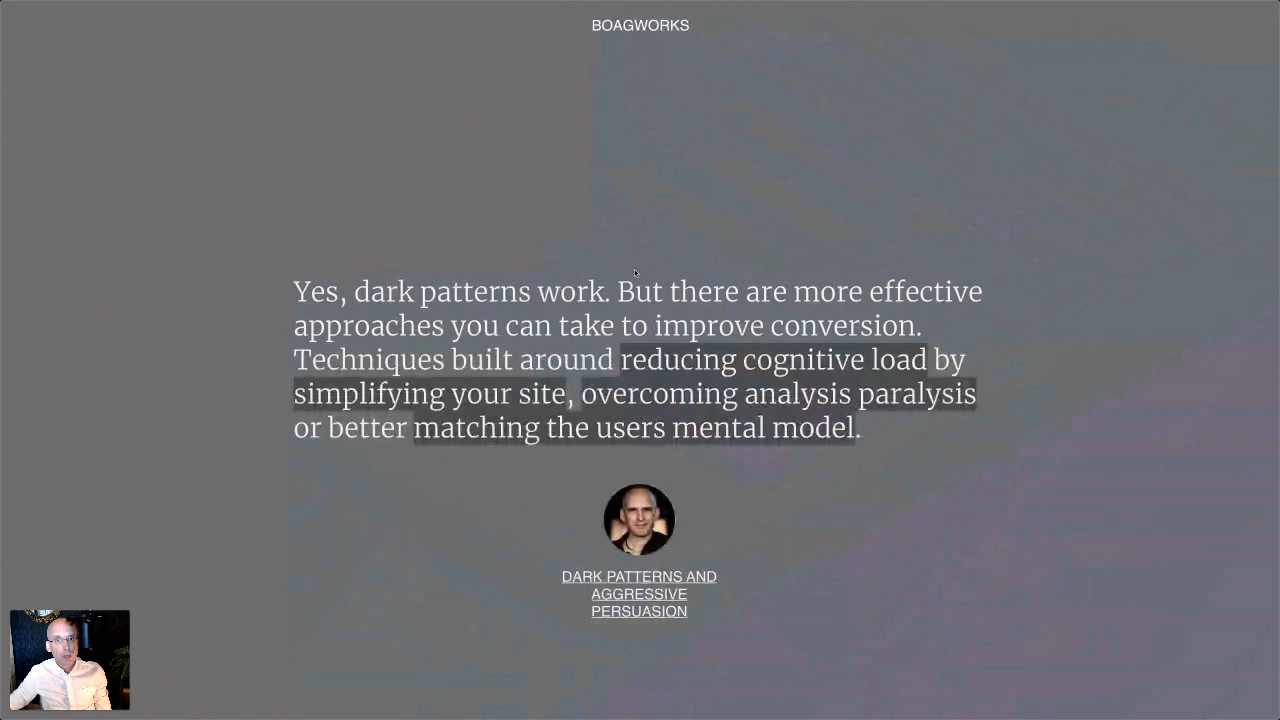 BOAGWORKS
Yes, dark patterns work. But there are more effective
approaches you can take to improve conversion.
Techniques built around reducing cognitive load by
simplifying your site, overcoming analysis paralysis
or better matching the users mental model.
DARK PATTERNS AND
AGGRESSIVE
PERSUASION